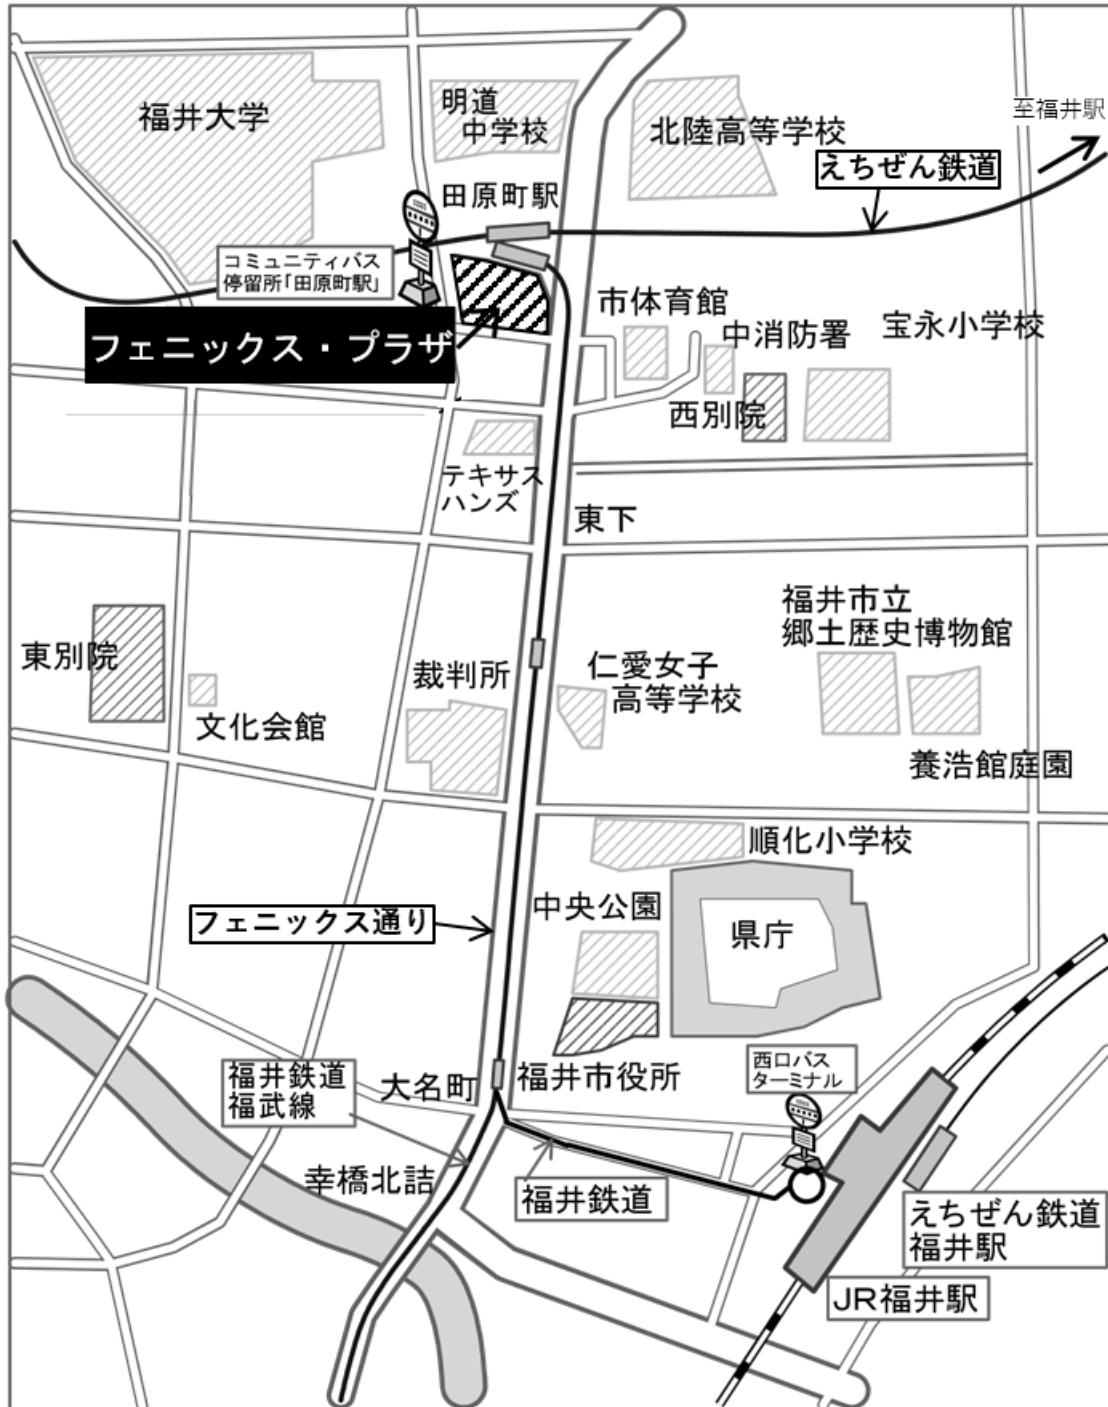 福井大学
明道
中学校
北陸高等学校
至福井駅
えちぜん鉄道
田原町駅
コミュニティバス
停留所「田原町駅」
フェニックス・プラザ
市体育館
中消防署
宝永小学校
西別院
テキサス
ハンズ
東下
福井市立
郷土歴史博物館
東別院
裁判所
仁愛女子
高等学校
文化会館
養浩館庭園
順化小学校
フェニックス通り
中央公園
県庁
福井鉄道
福武線
大名町
福井市役所
西口バス
ターミナル
幸橋北詰
福井鉄道
えちぜん鉄道
福井駅
JR福井駅